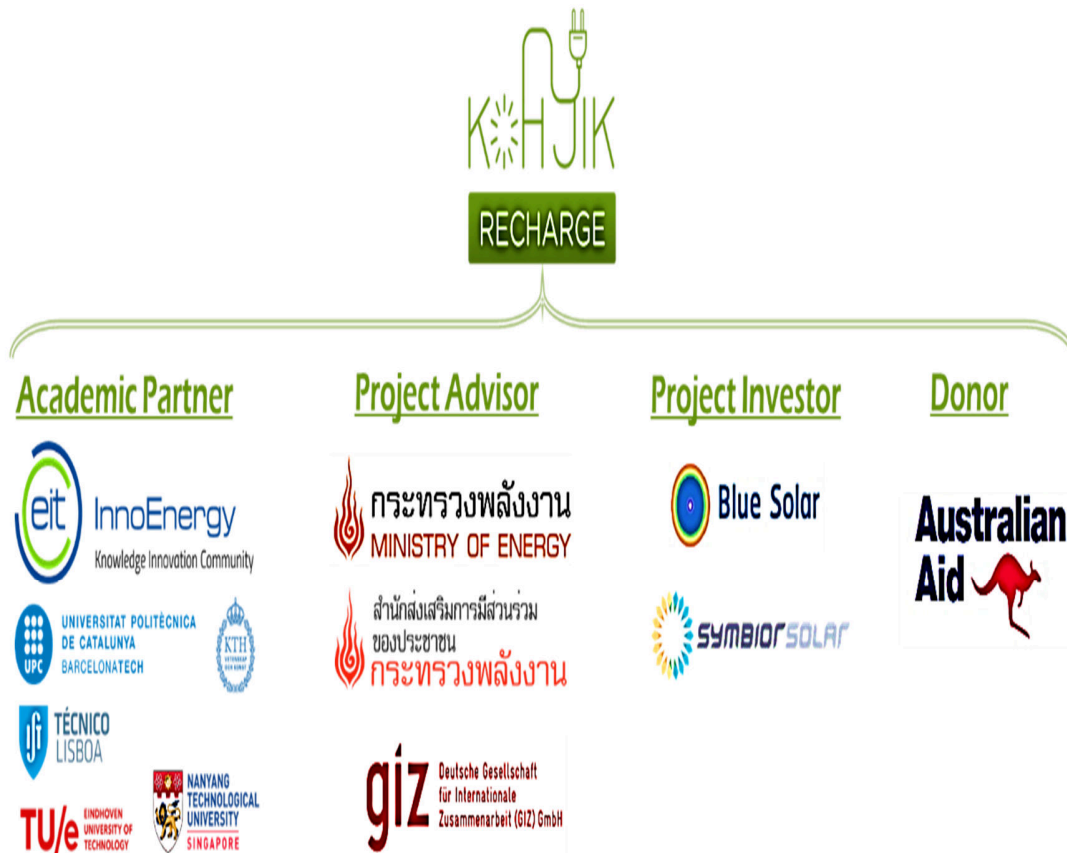 KOHJIK
RECHARGE
Academic Partner
eit InnoEnergy
Knowledge Innovation Community
UPC
UNIVERSITAT POLITÈCNICA
DE CATALUNYA
BARCELONATECH
KTH
VETENSKAP
OCH KONST
TÉCNICO
LISBOA
TU/e EINDHOVEN
UNIVERSITY OF
TECHNOLOGY
NANYANG
TECHNOLOGICAL
UNIVERSITY
SINGAPORE
Project Advisor
กระทรวงพลังงาน
MINISTRY OF ENERGY
สำนักส่งเสริมการมีส่วนร่วม
ของประชาชน
กระทรวงพลังงาน
giz Deutsche Gesellschaft
für Internationale
Zusammenarbeit (GIZ) GmbH
Project Investor
Blue Solar
SYMBIOR SOLAR
Donor
Australian
Aid